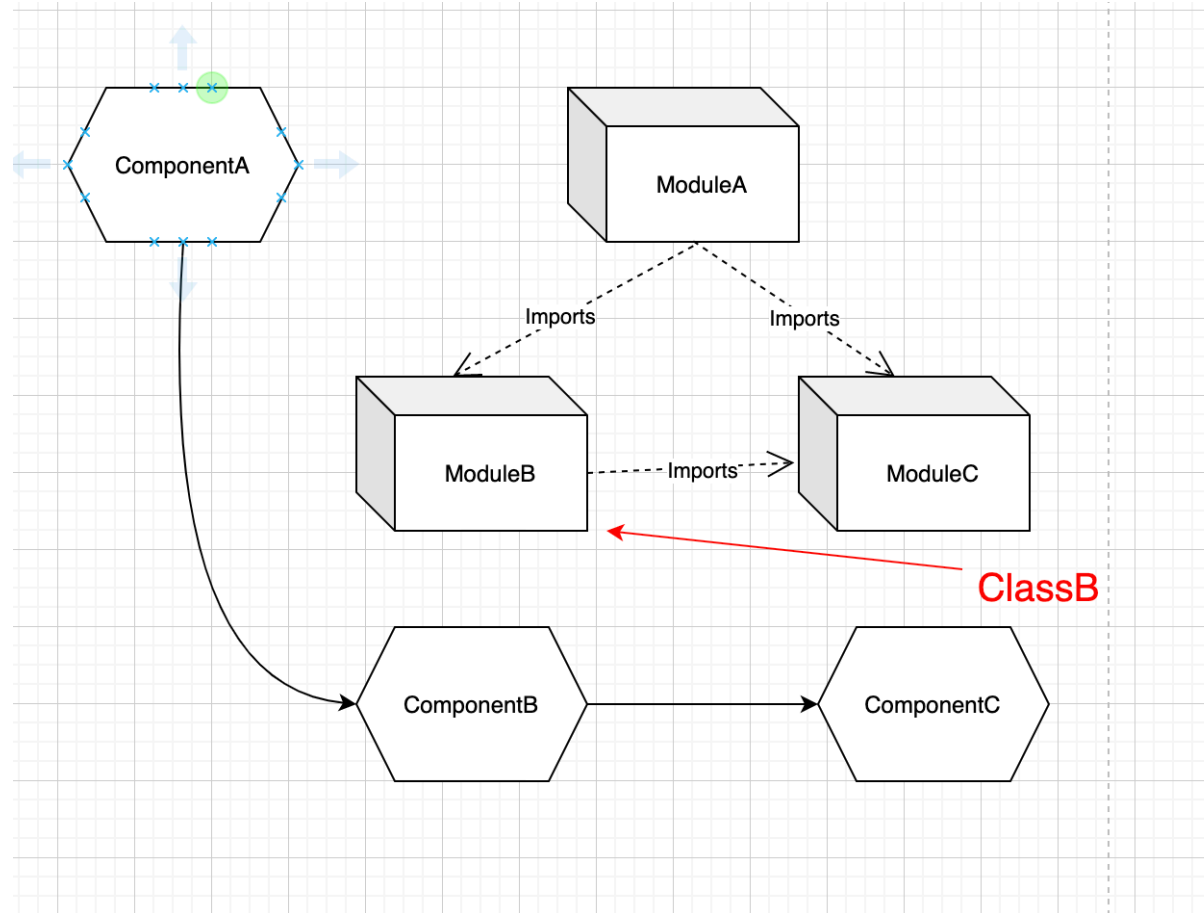 ComponentA
ModuleA
Imports
Imports
ModuleB
Imports
ModuleC
ClassB
ComponentB
ComponentC